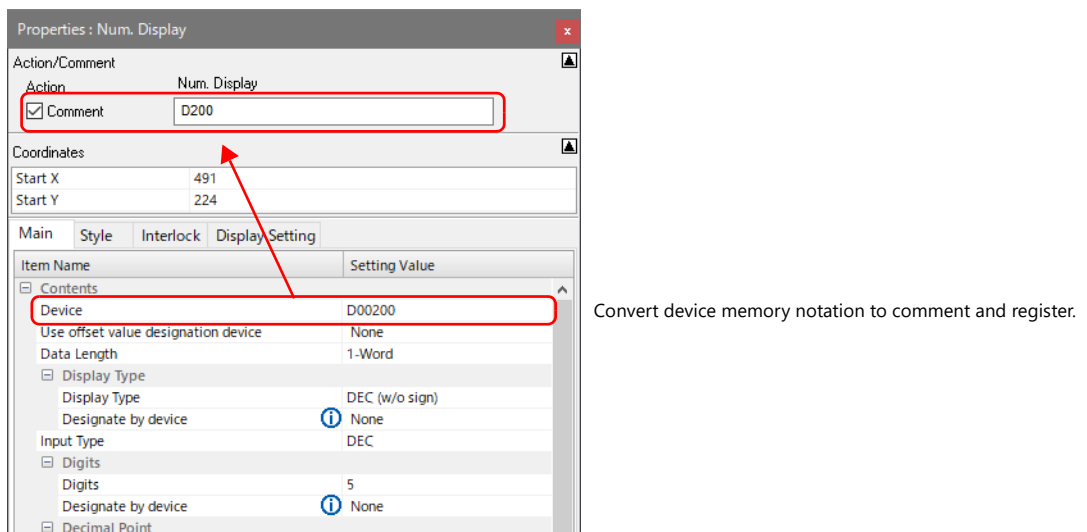 Properties : Num. Display
x
Action/Comment
Action Num. Display
Comment D200
Coordinates
Start X 491
Start Y 224
Main Style Interlock Display Setting
Item Name Setting Value
Contents
Device D00200
Use offset value designation device None
Data Length 1-Word
Display Type
Display Type DEC (w/o sign)
Designate by device None
Input Type DEC
Digits
Digits 5
Designate by device None
Decimal Point
Convert device memory notation to comment and register.